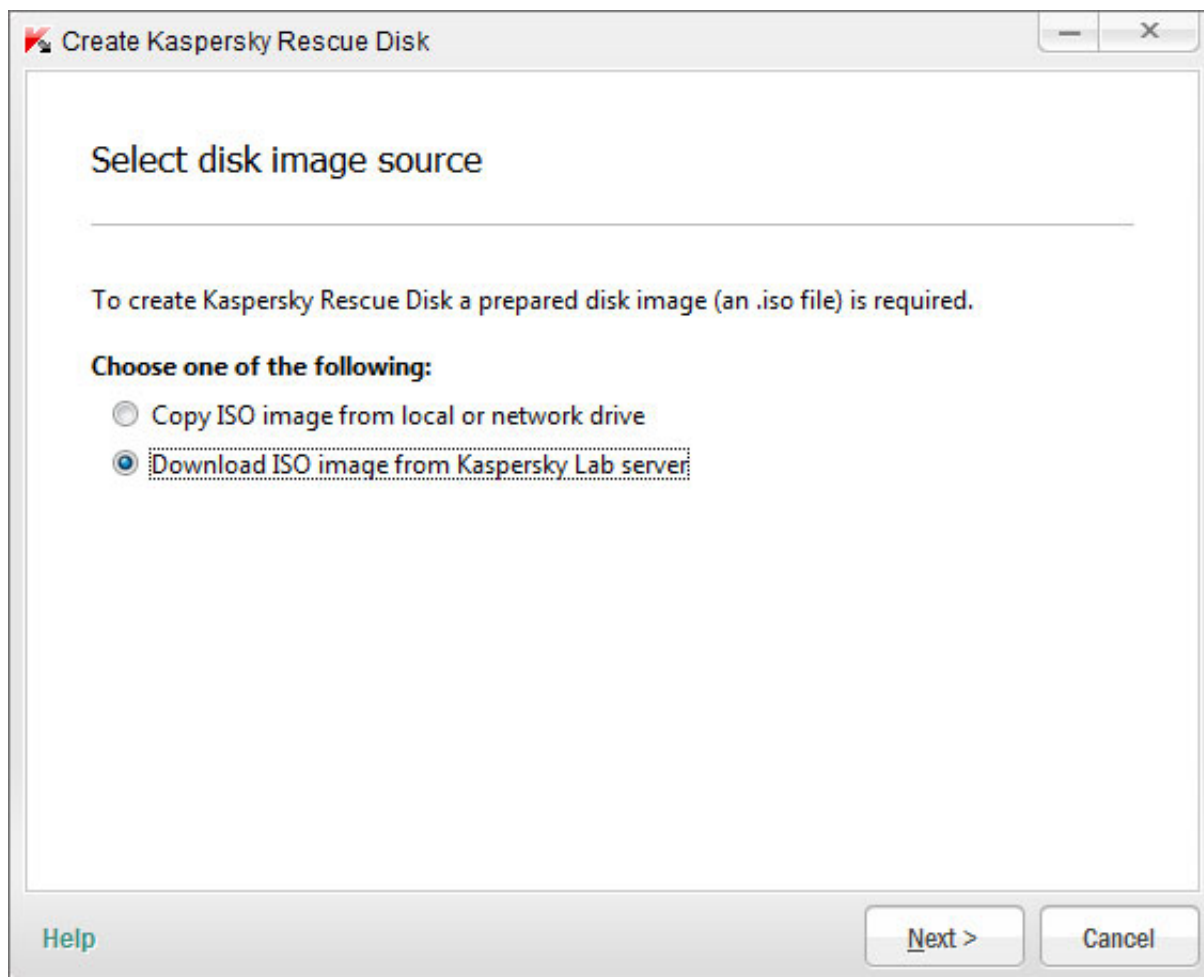 Create Kaspersky Rescue Disk
Select disk image source
To create Kaspersky Rescue Disk a prepared disk image (an .iso file) is required.
Choose one of the following:
Copy ISO image from local or network drive
Download ISO image from Kaspersky Lab server
Help
Next >
Cancel